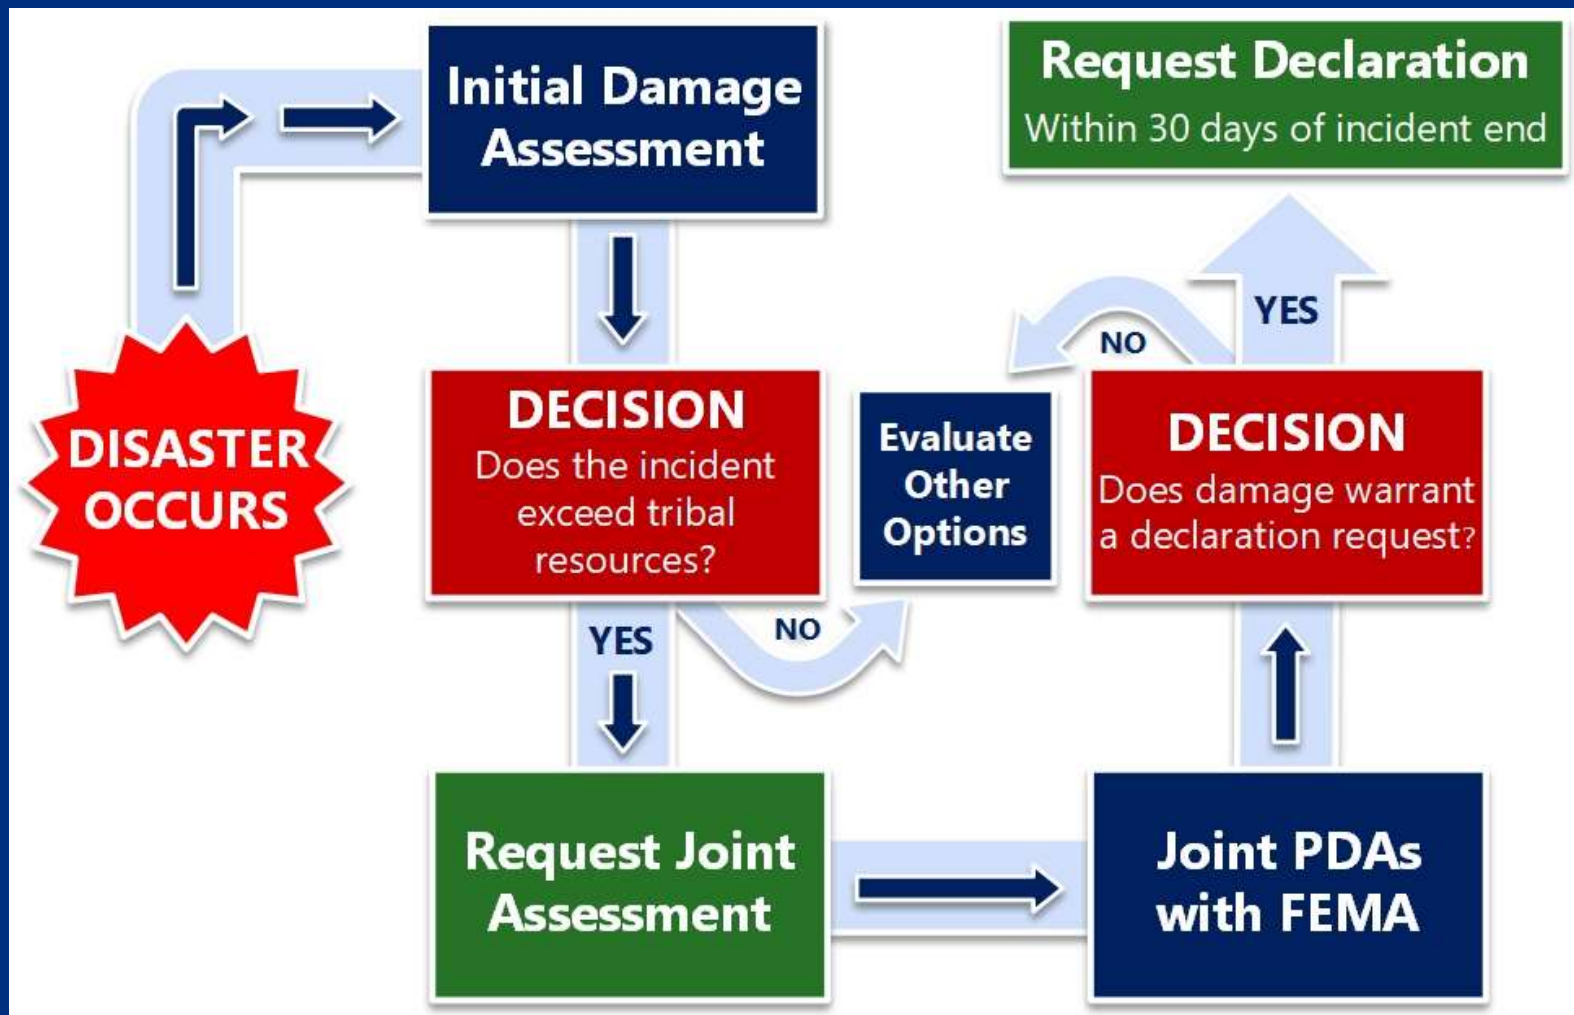 DISASTER
OCCURS
Initial Damage
Assessment
DECISION
Does the incident
exceed tribal
resources?
YES
NO
Request Joint
Assessment
Joint PDAs
with FEMA
DECISION
Does damage warrant
a declaration request?
NO
YES
Evaluate
Other
Options
Request Declaration
Within 30 days of incident end